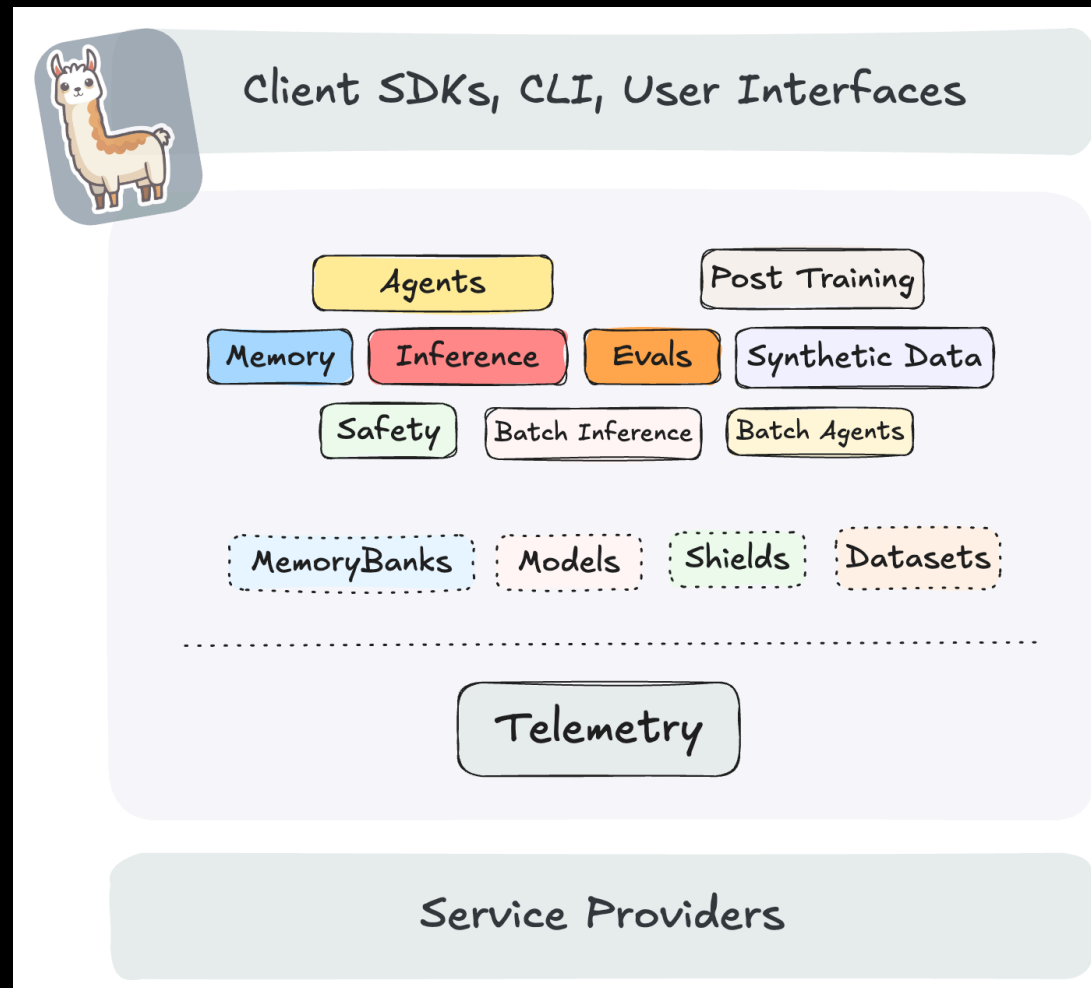 Client SDKs, CLI, User Interfaces
Agents
Post Training
Memory
Inference
Evals
Synthetic Data
Safety
Batch Inference
Batch Agents
MemoryBanks
Models
Shields
Datasets
Telemetry
Service Providers